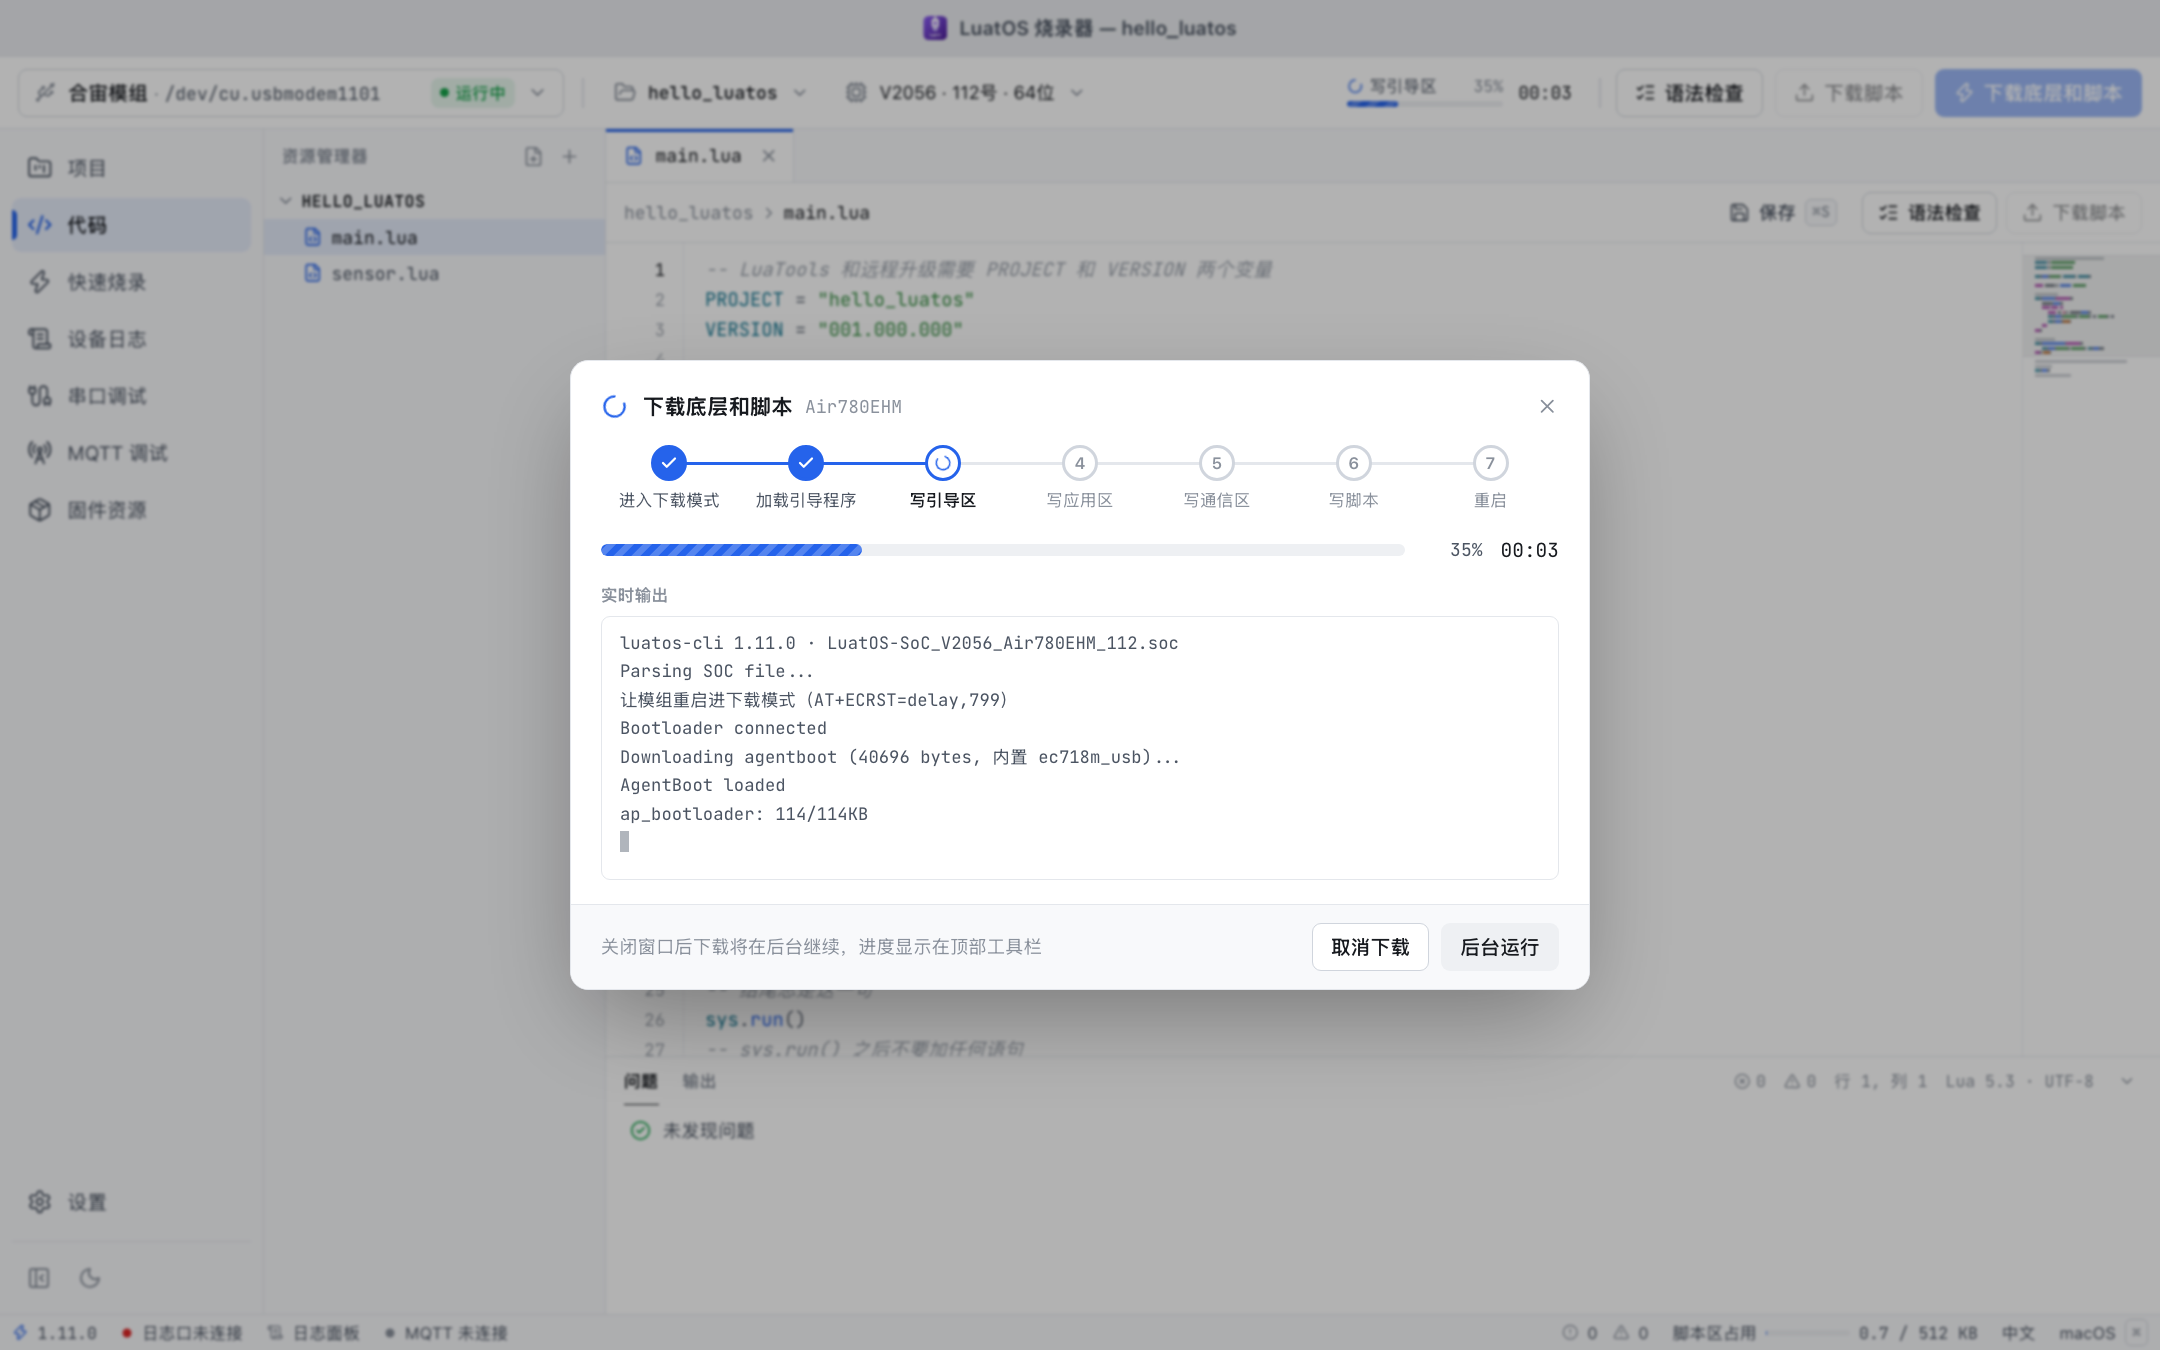 LuatOS 烧录器 — hello_luatos
合宙模组 · /dev/cu.usbmodem1101
运行中
hello_luatos
V2056 · 112号 · 64位
写引导区 35% 00:03
语法检查
下载脚本
下载底层和脚本
项目
代码
快速烧录
设备日志
串口调试
MQTT 调试
固件资源
设置
资源管理器
HELLO_LUATOS
main.lua
sensor.lua
main.lua
hello_luatos > main.lua
保存 ⌘S
语法检查
下载脚本
1 -- LuaTools 和远程升级需要 PROJECT 和 VERSION 两个变量
2 PROJECT = "hello_luatos"
3 VERSION = "001.000.000"
下载底层和脚本 Air780EHM
4 5 6 7
进入下载模式 加载引导程序 写引导区 写应用区 写通信区 写脚本 重启
35% 00:03
实时输出
luatos-cli 1.11.0 · LuatOS-SoC_V2056_Air780EHM_112.soc
Parsing SOC file...
让模组重启进下载模式（AT+ECRST=delay,799）
Bootloader connected
Downloading agentboot (40696 bytes, 内置 ec718m_usb)...
AgentBoot loaded
ap_bootloader: 114/114KB
关闭窗口后下载将在后台继续，进度显示在顶部工具栏
取消下载
后台运行
26 sys.run()
27 -- sys.run() 之后不要加任何语句
问题 输出
0 0 行 1, 列 1 Lua 5.3 · UTF-8
未发现问题
1.11.0 日志口未连接 日志面板 MQTT 未连接
0 0 脚本区占用 0.7 / 512 KB 中文 macOS